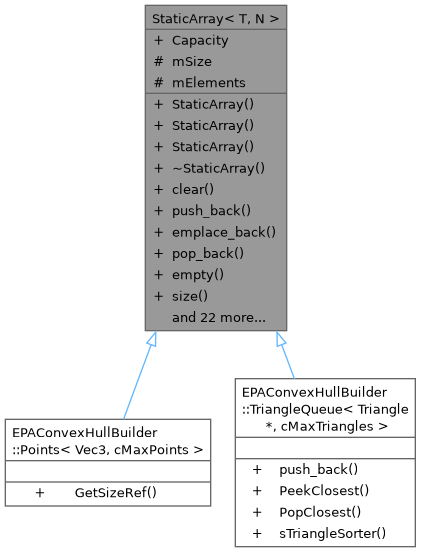 StaticArray< T, N >
+ Capacity
# mSize
# mElements
+ StaticArray()
+ StaticArray()
+ StaticArray()
+ ~StaticArray()
+ clear()
+ push_back()
+ emplace_back()
+ pop_back()
+ empty()
+ size()
and 22 more...
EPAConvexHullBuilder
::Points< Vec3, cMaxPoints >
+ GetSizeRef()
EPAConvexHullBuilder
::TriangleQueue< Triangle
*, cMaxTriangles >
+ push_back()
+ PeekClosest()
+ PopClosest()
+ sTriangleSorter()